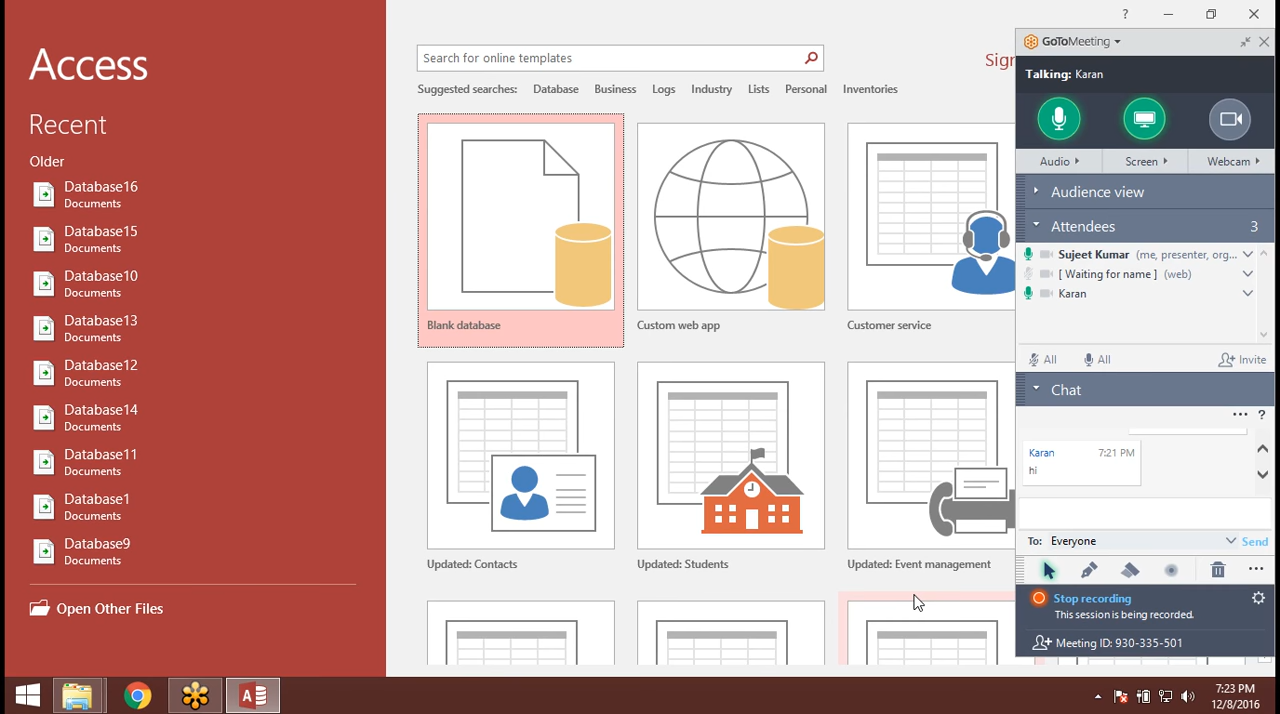 Access
Recent
Older
Database16
Documents
Database15
Documents
Database10
Documents
Database13
Documents
Database12
Documents
Database14
Documents
Database11
Documents
Database1
Documents
Database9
Documents
Open Other Files
Search for online templates
Sign
Suggested searches: Database Business Logs Industry Lists Personal Inventories
Blank database
Custom web app
Customer service
Updated: Contacts
Updated: Students
Updated: Event management
?
GoToMeeting
Talking: Karan
Audio
Screen
Webcam
Audience view
Attendees 3
Sujeet Kumar (me, presenter, org...
[ Waiting for name ] (web)
Karan
All
All
Invite
Chat
... ?
Karan 7:21 PM
hi
To: Everyone
Send
...
Stop recording
This session is being recorded.
Meeting ID: 930-335-501
7:23 PM
12/8/2016